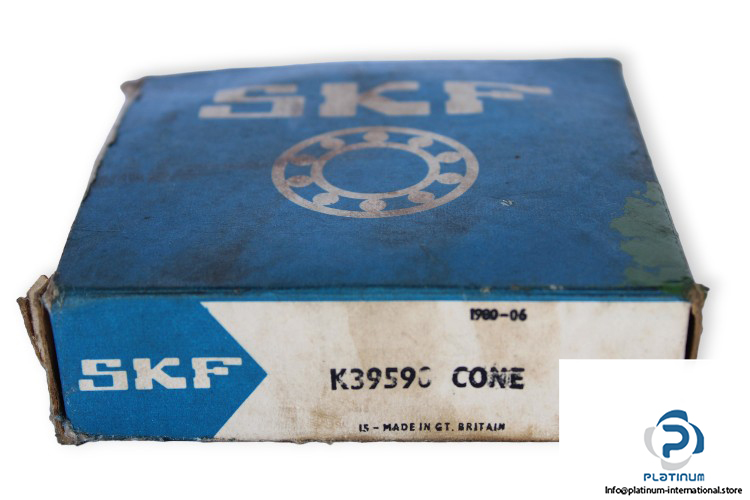 SKF
1980-06
SKF
K39590 CONE
15 - MADE IN GT. BRITAIN
PLATINUM
Info@platinum-international.store